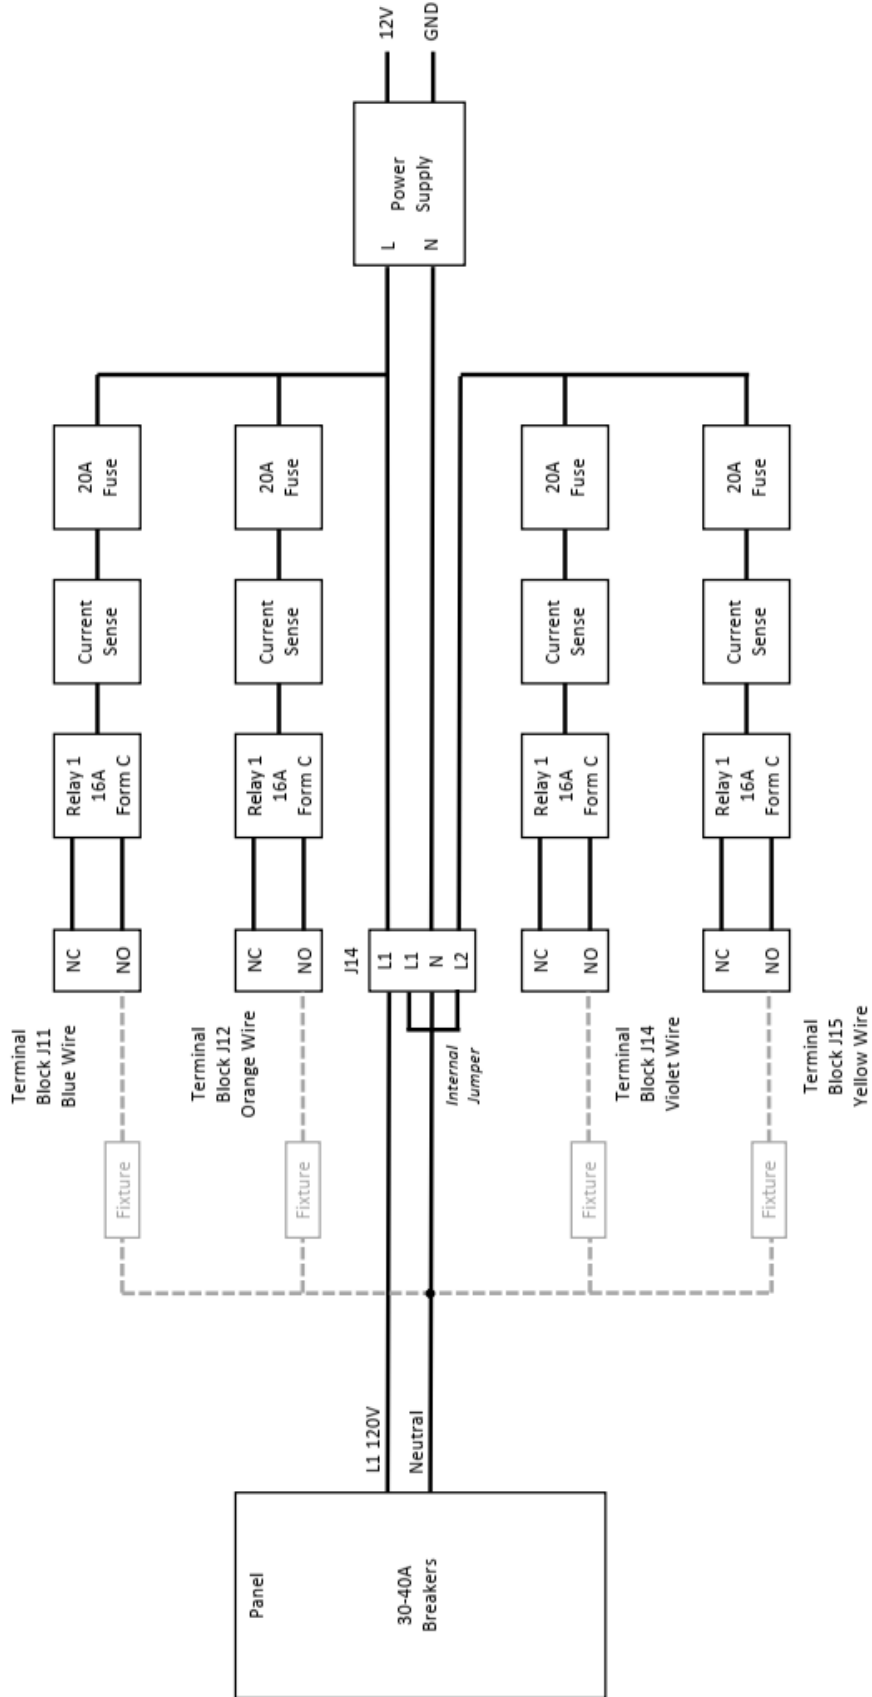 Terminal
Block J11
Blue Wire
NC
NO
Relay 1
16A
Form C
Current
Sense
20A
Fuse
Fixture
Terminal
Block J12
Orange Wire
NC
NO
Relay 1
16A
Form C
Current
Sense
20A
Fuse
Fixture
Panel
30-40A
Breakers
L1 120V
Neutral
J14
L1
L1
N
L2
Internal
Jumper
L
N
Power
Supply
12V
GND
Fixture
Terminal
Block J14
Violet Wire
NC
NO
Relay 1
16A
Form C
Current
Sense
20A
Fuse
Fixture
Terminal
Block J15
Yellow Wire
NC
NO
Relay 1
16A
Form C
Current
Sense
20A
Fuse